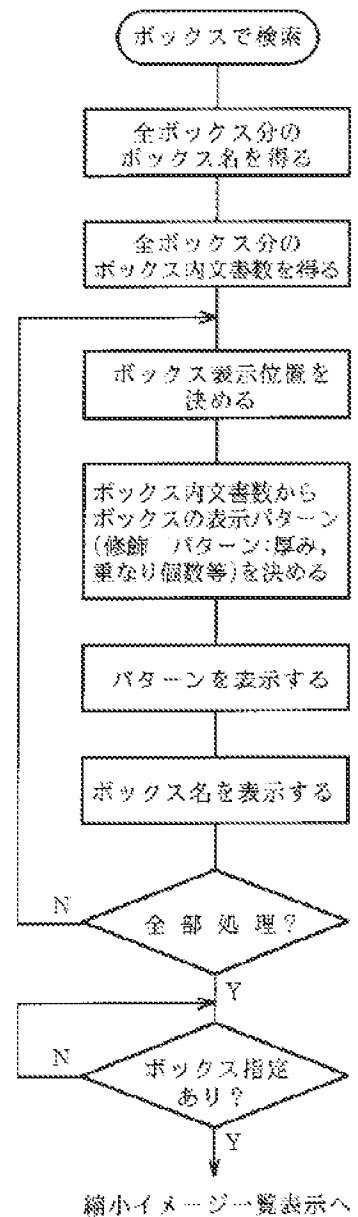 ボックスで検索
全ボックス分の
ボックス名を得る
全ボックス分の
ボックス内文書数を得る
ボックス表示位置を
決める
ボックス内文書数から
ボックスの表示パターン
(修飾 パターン:厚み,
重なり個数等)を決める
パターンを表示する
ボックス名を表示する
N
全部処理?
Y
N
ボックス指定
あり?
Y
縮小イメージ一覧表示へ